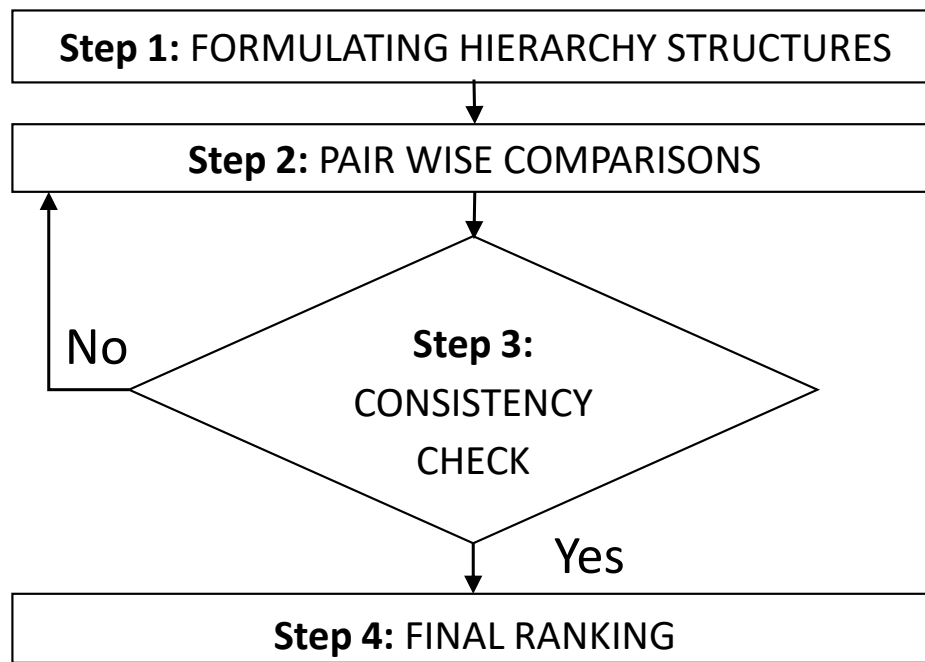 Step 1: FORMULATING HIERARCHY STRUCTURES
Step 2: PAIR WISE COMPARISONS
No
Step 3:
CONSISTENCY
CHECK
Yes
Step 4: FINAL RANKING